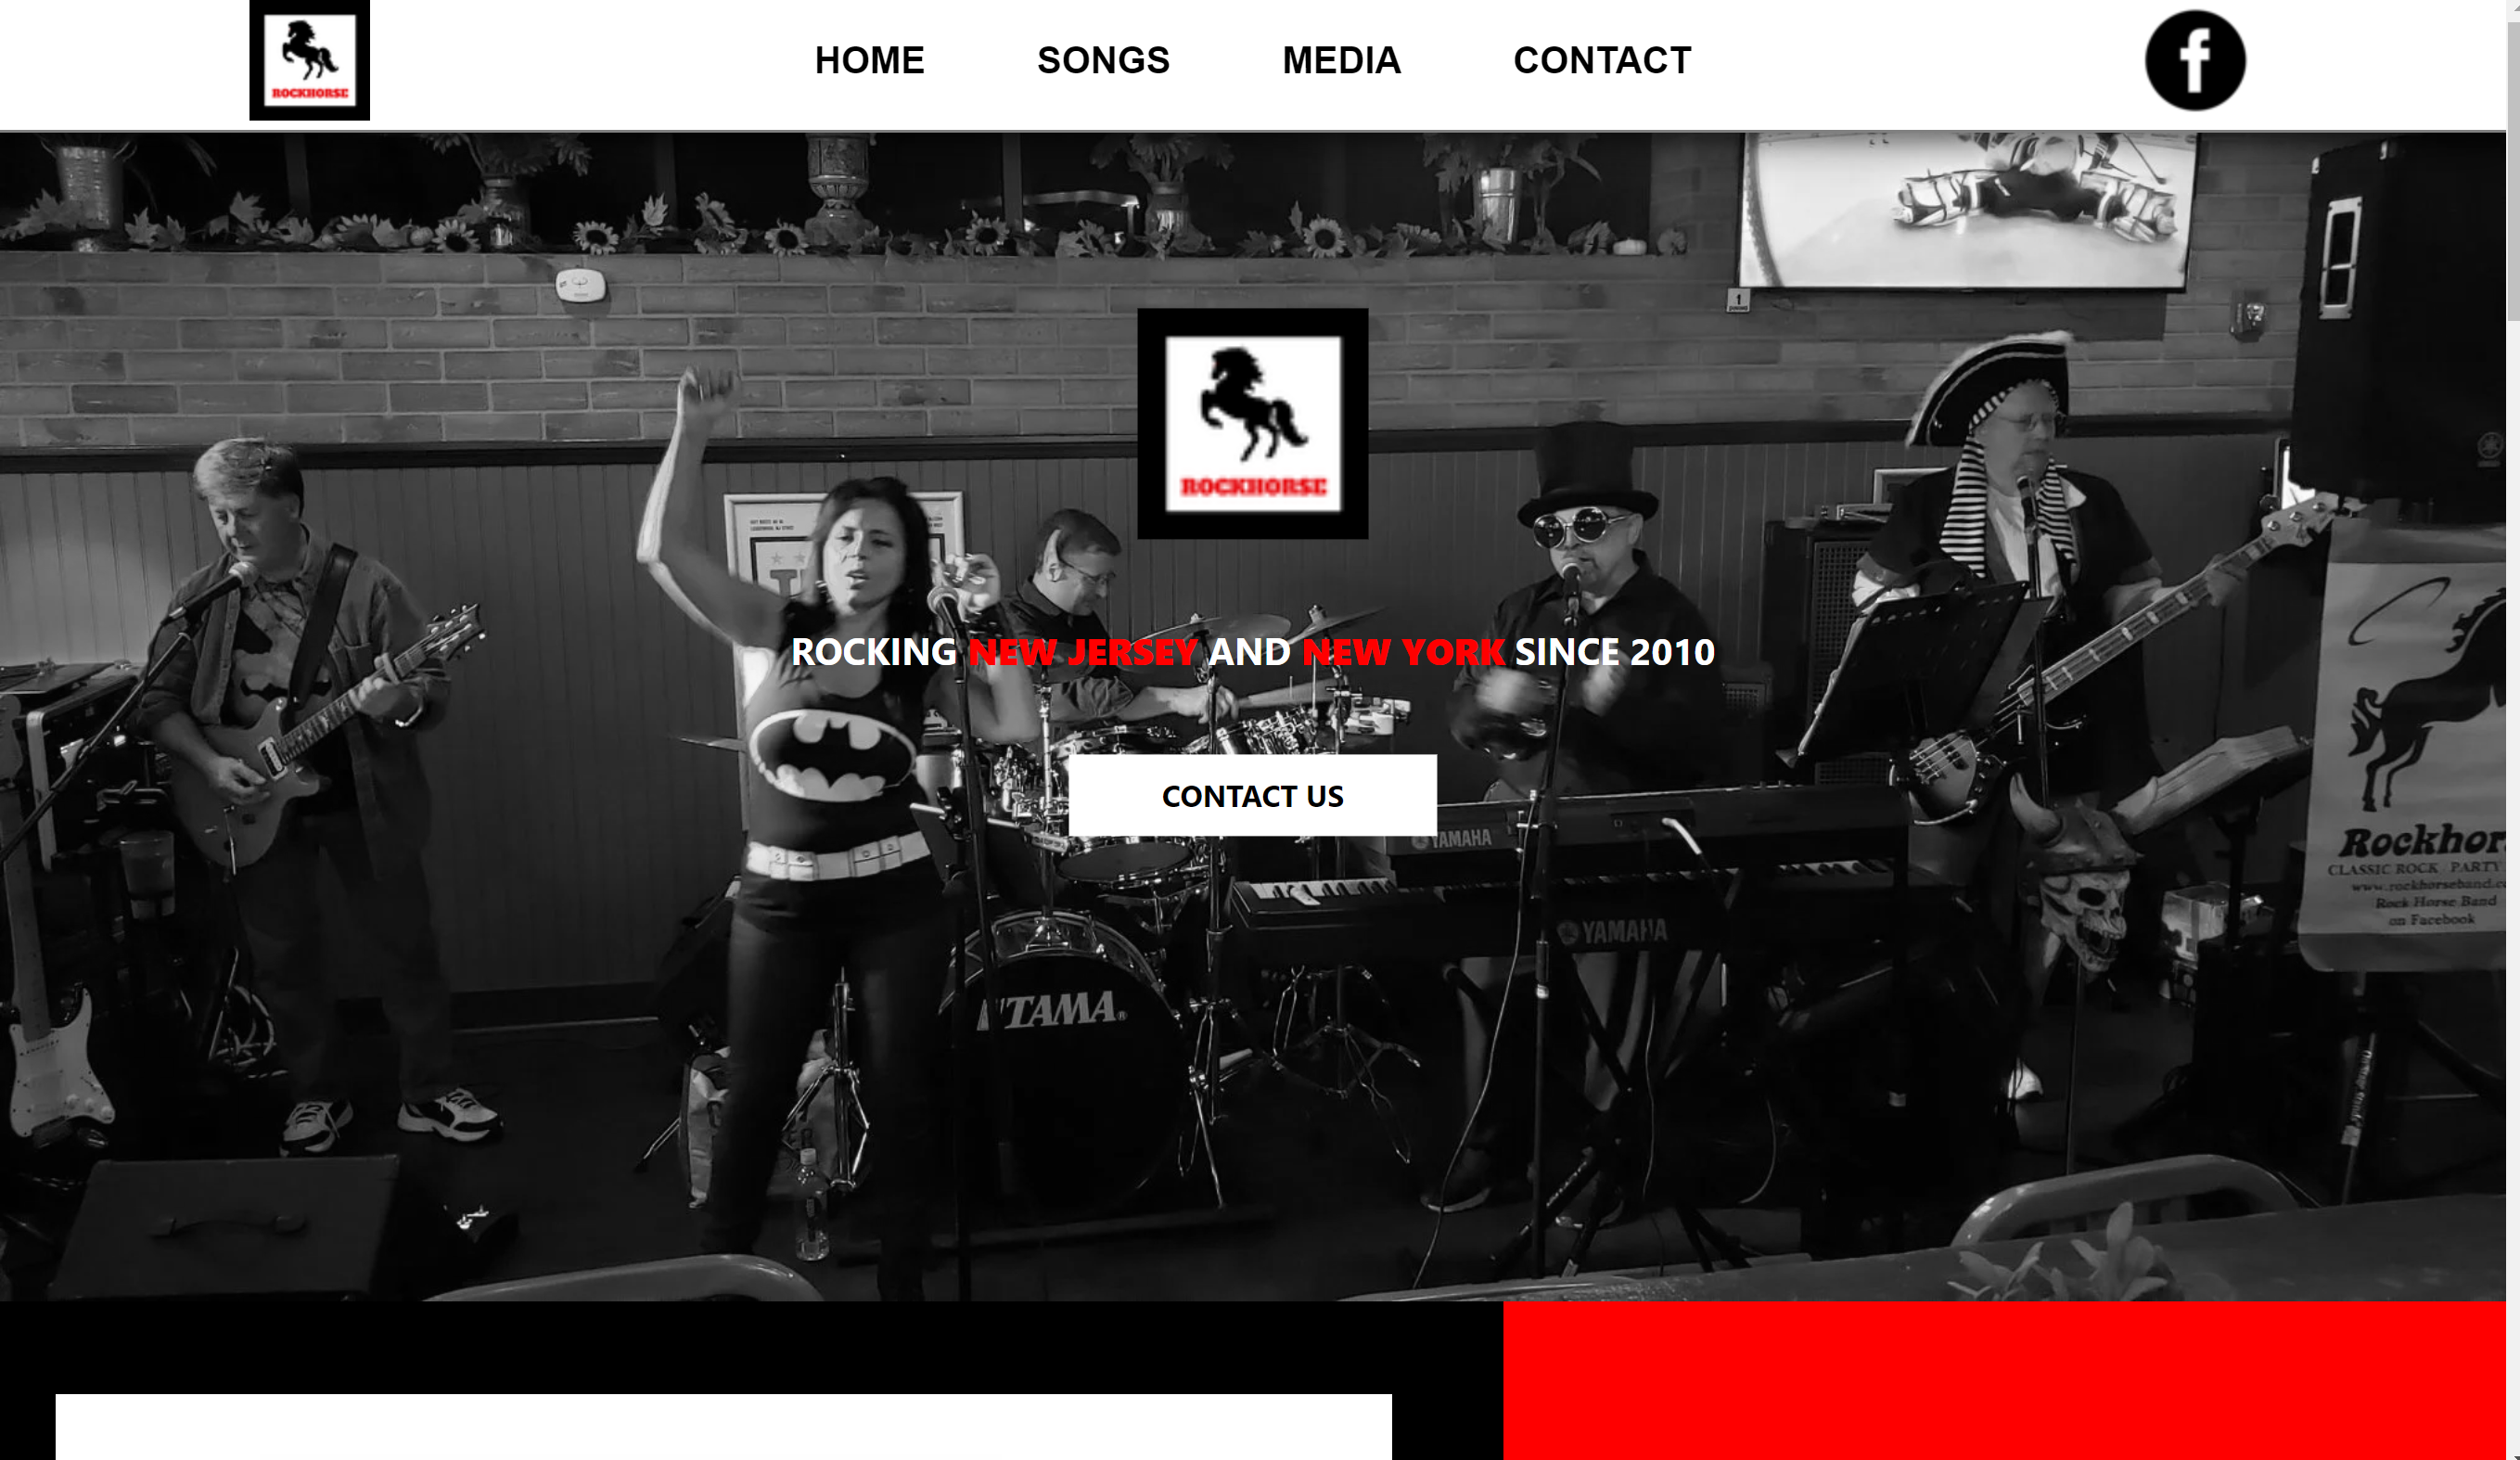 ROCKHORSE
HOME
SONGS
MEDIA
CONTACT
f
1
ROCKHORSE
ROCKING NEW JERSEY AND NEW YORK SINCE 2010
CONTACT US
YAMAHA
YAMAHA
TAMA
Rockhor
CLASSIC ROCK PARTY
www.rockhorseband.c
Rock Horse Band
on Facebook